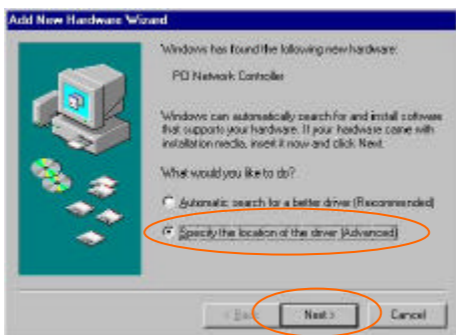 Add New Hardware Wizard
Windows has found the following new hardware:
PCI Network Controller
Windows can automatically search for and install software
that supports your hardware. If your hardware came with
installation media, insert it now and click Next.
What would you like to do?
Automatic search for a better driver (Recommended)
Specify the location of the driver (Advanced)
< Back
Next >
Cancel